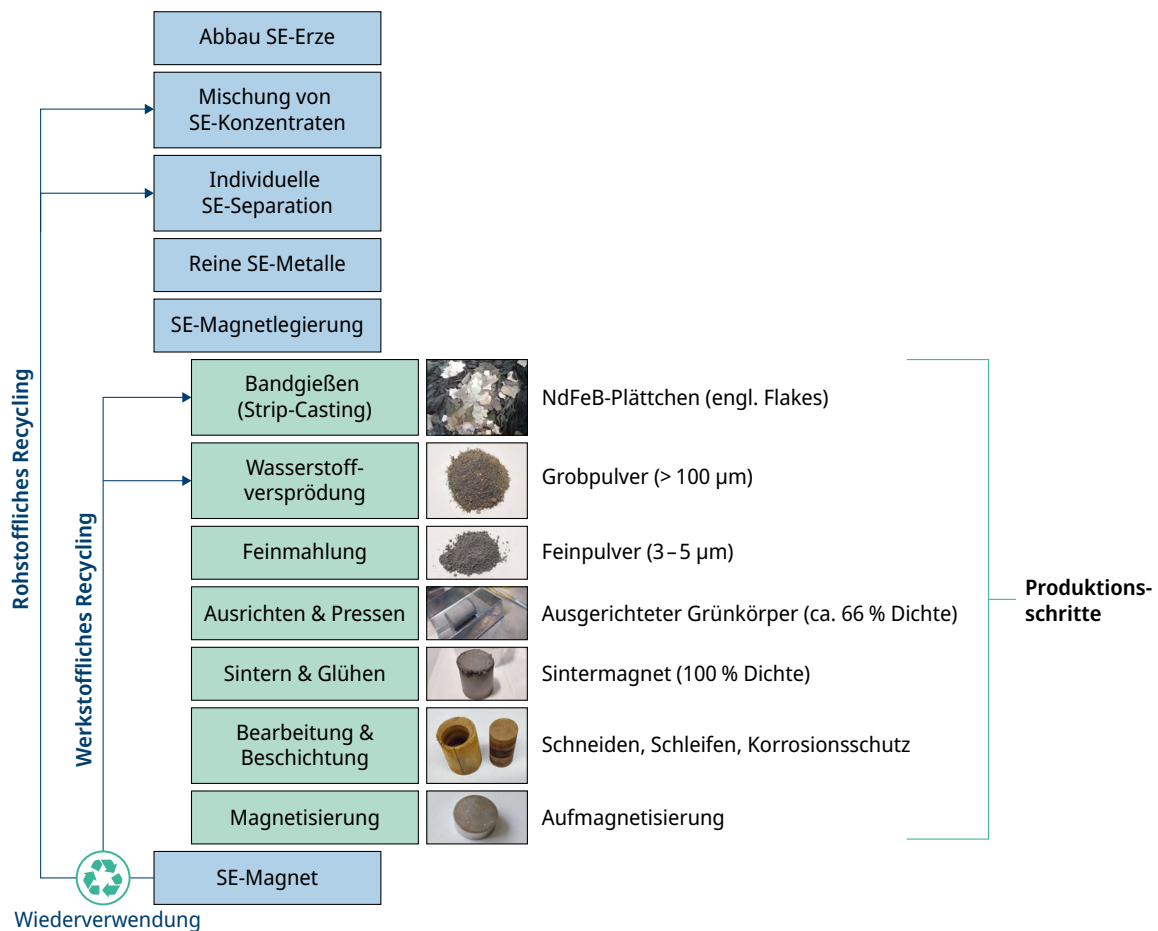 Abbau SE-Erze
Mischung von
SE-Konzentraten
Individuelle
SE-Separation
Reine SE-Metalle
SE-Magnetlegierung
Rohstoffliches Recycling
Werkstoffliches Recycling
Bandgießen
(Strip-Casting)
NdFeB-Plättchen (engl. Flakes)
Wasserstoff-
versprödung
Grobpulver (> 100 µm)
Feinmahlung
Feinpulver (3–5 µm)
Ausrichten & Pressen
Ausgerichteter Grünkörper (ca. 66 % Dichte)
Sintern & Glühen
Sintermagnet (100 % Dichte)
Bearbeitung &
Beschichtung
Schneiden, Schleifen, Korrosionsschutz
Magnetisierung
Aufmagnetisierung
Produktions-
schritte
SE-Magnet
Wiederverwendung